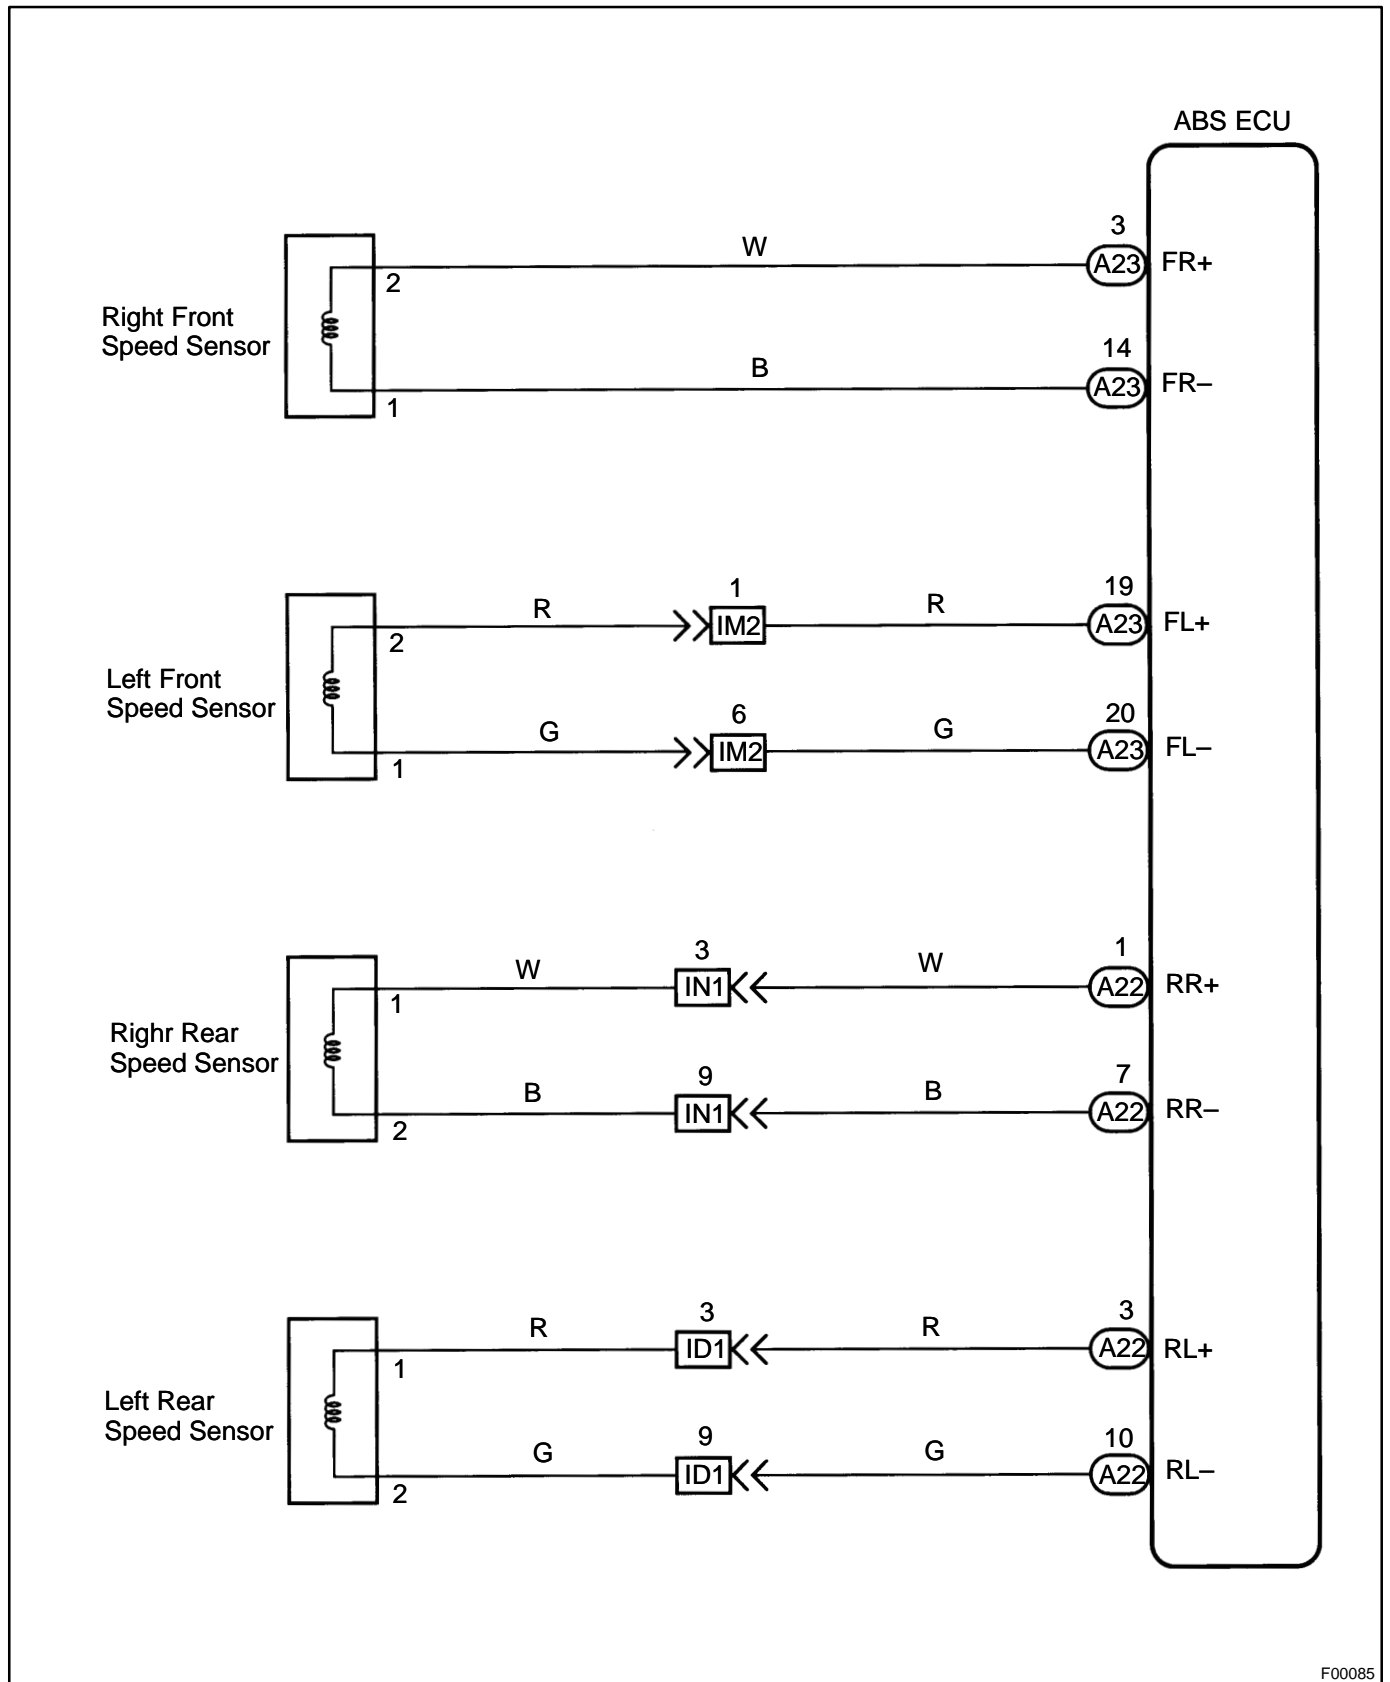 ABS ECU
3
W
A23
FR+
2
Right Front
Speed Sensor
14
B
A23
FR–
1
1
19
R
IM2
R
A23
FL+
2
Left Front
Speed Sensor
6
20
G
IM2
G
A23
FL–
1
3
1
W
IN1
W
A22
RR+
1
Righr Rear
Speed Sensor
9
7
B
IN1
B
A22
RR–
2
3
3
R
ID1
R
A22
RL+
1
Left Rear
Speed Sensor
9
10
G
ID1
G
A22
RL–
2
F00085